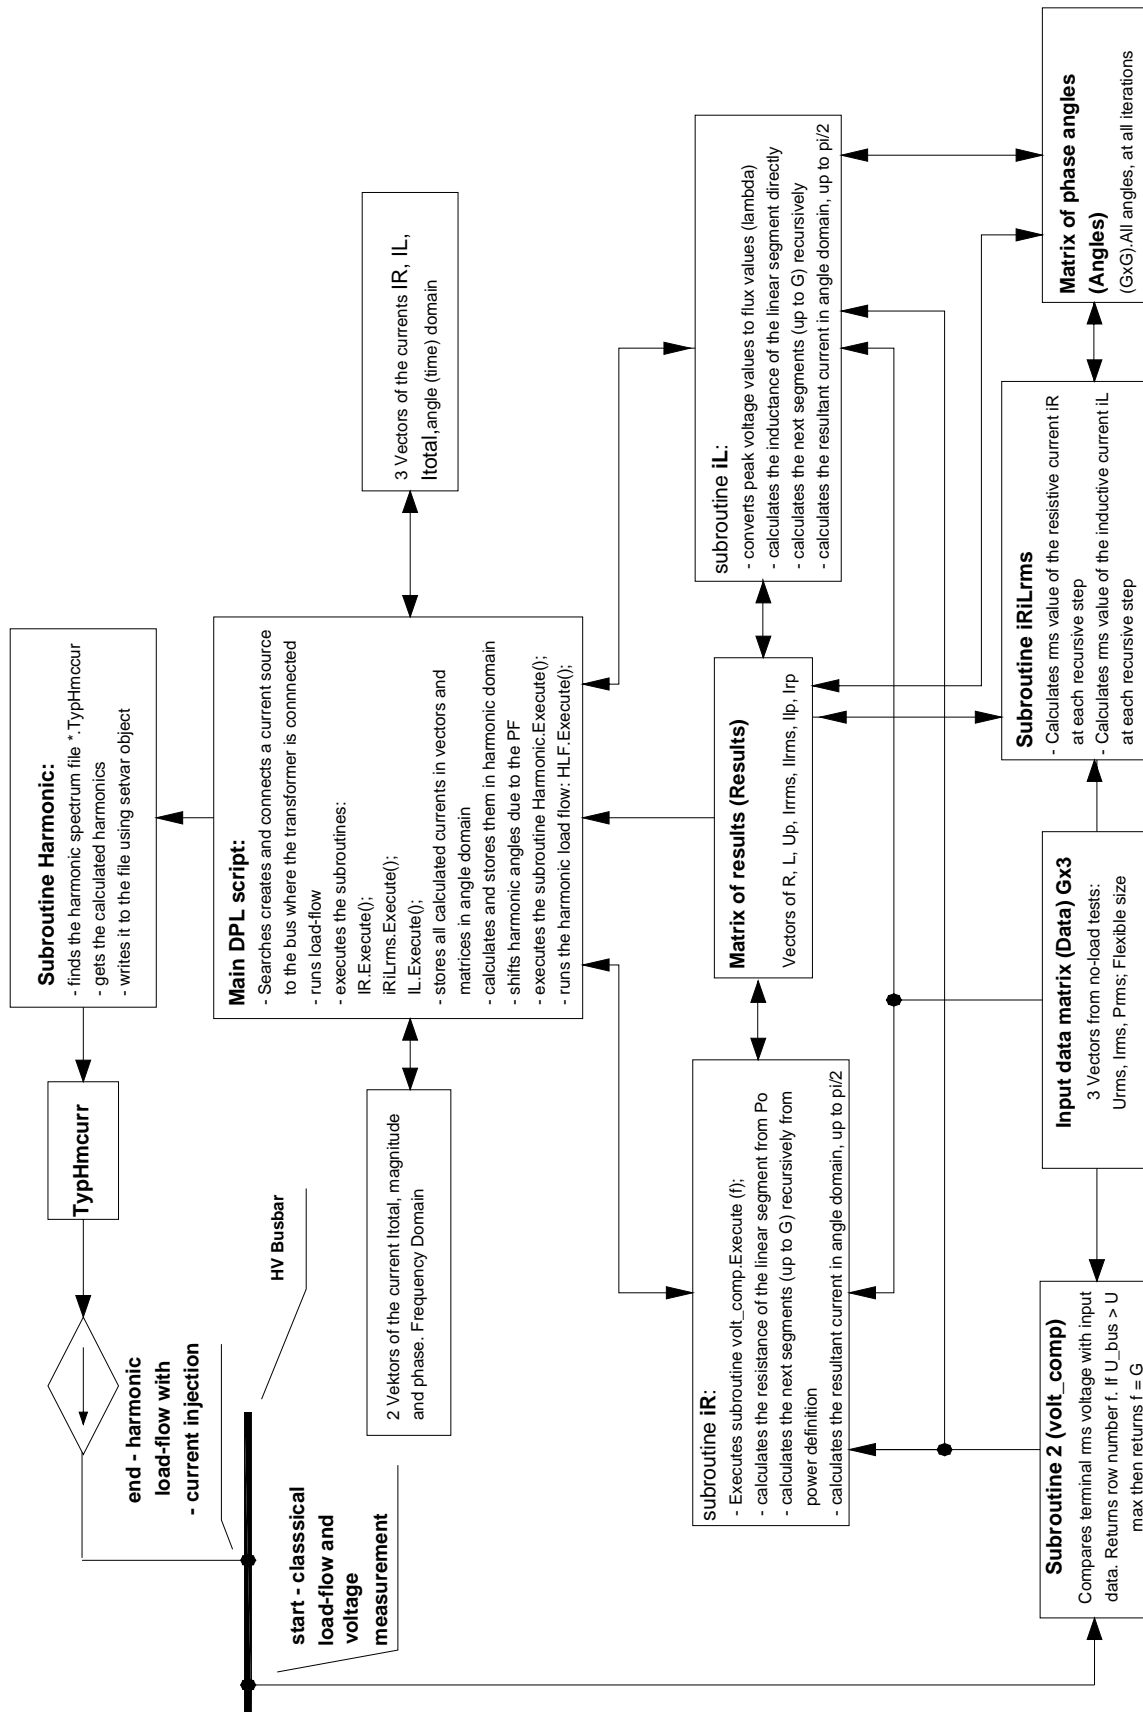 Subroutine Harmonic:
- finds the harmonic spectrum file *.TypHmccur
- gets the calculated harmonics
- writes it to the file using setvar object
TypHmcurr
end - harmonic
load-flow with
- current injection
HV Busbar
start - classsical
load-flow and
voltage
measurement
2 Vektors of the current Itotal, magnitude
and phase. Frequency Domain
Main DPL script:
- Searches creates and connects a current source
to the bus where the transformer is connnected
- runs load-flow
- executes the subroutines:
IR.Execute();
iRiLrms.Execute();
IL.Execute();
- stores all calculated currents in vectors and
matrices in angle domain
- calculates and stores them in harmonic domain
- shifts harmonic angles due to the PF
- executes the subroutine Harmonic.Execute();
- runs the harmonic load flow: HLF.Execute();
3 Vectors of the currents IR, IL,
Itotal,angle (time) domain
subroutine iR:
- Executes subroutine volt_comp.Execute (f);
- calculates the resistance of the linear segment from Po
- calculates the next segments (up to G) recursively from
power definition
- calculates the resultant current in angle domain, up to pi/2
Matrix of results (Results)
Vectors of R, L, Up, Irrms, Ilrms, Ilp, Irp
subroutine iL:
- converts peak voltage values to flux values (lambda)
- calculates the inductance of the linear segment directly
- calculates the next segments (up to G) recursively
- calculates the resultant current in angle domain, up to pi/2
Subroutine 2 (volt_comp)
Compares terminal rms voltage with input
data. Returns row number f. If U_bus > U
max then returns f = G
Input data matrix (Data) Gx3
3 Vectors from no-load tests:
Urms, Irms, Prms; Flexible size
Subroutine iRiLrms
- Calculates rms value of the resistive current iR
at each recursive step
- Calculates rms value of the inductive current iL
at each recursive step
Matrix of phase angles
(Angles)
(GxG).All angles, at all iterations